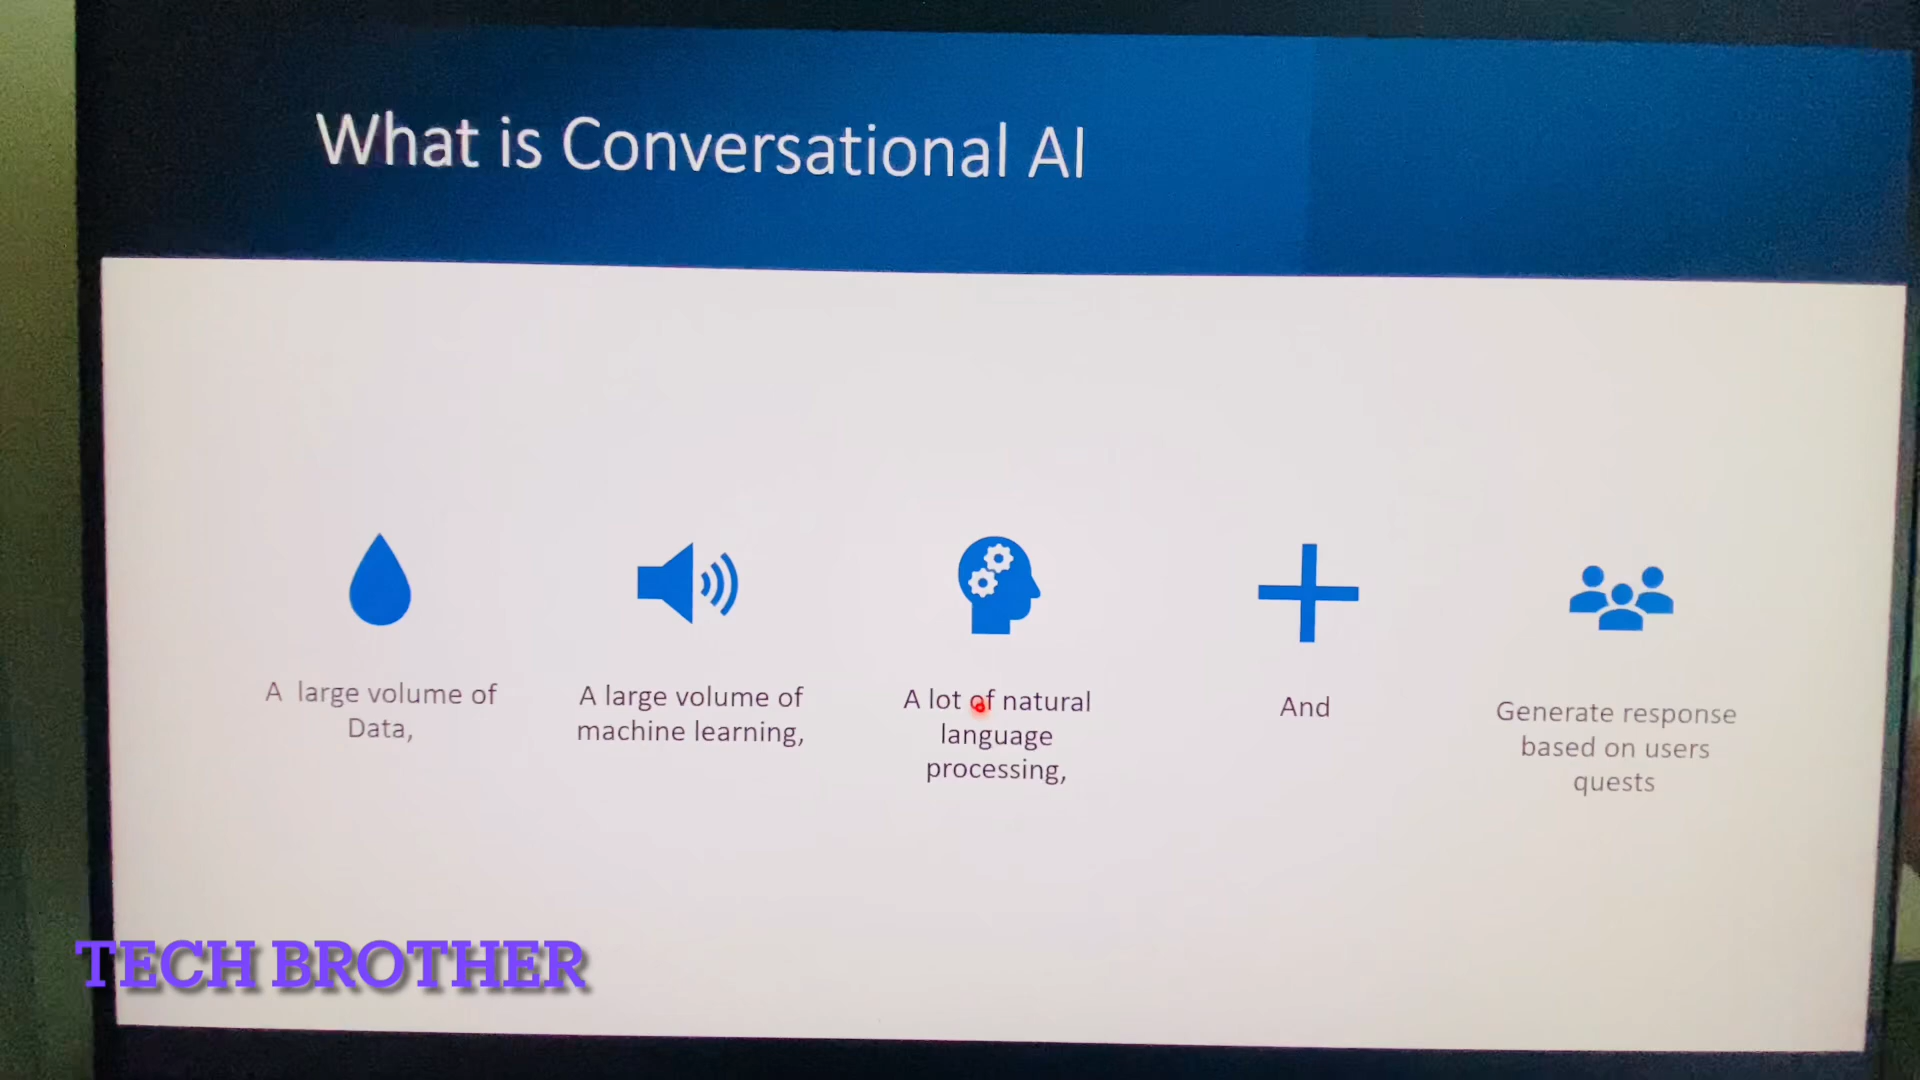 What is Conversational AI
A large volume of
Data,
A large volume of
machine learning,
A lot of natural
language
processing,
And
Generate response
based on users
quests
TECH BROTHER